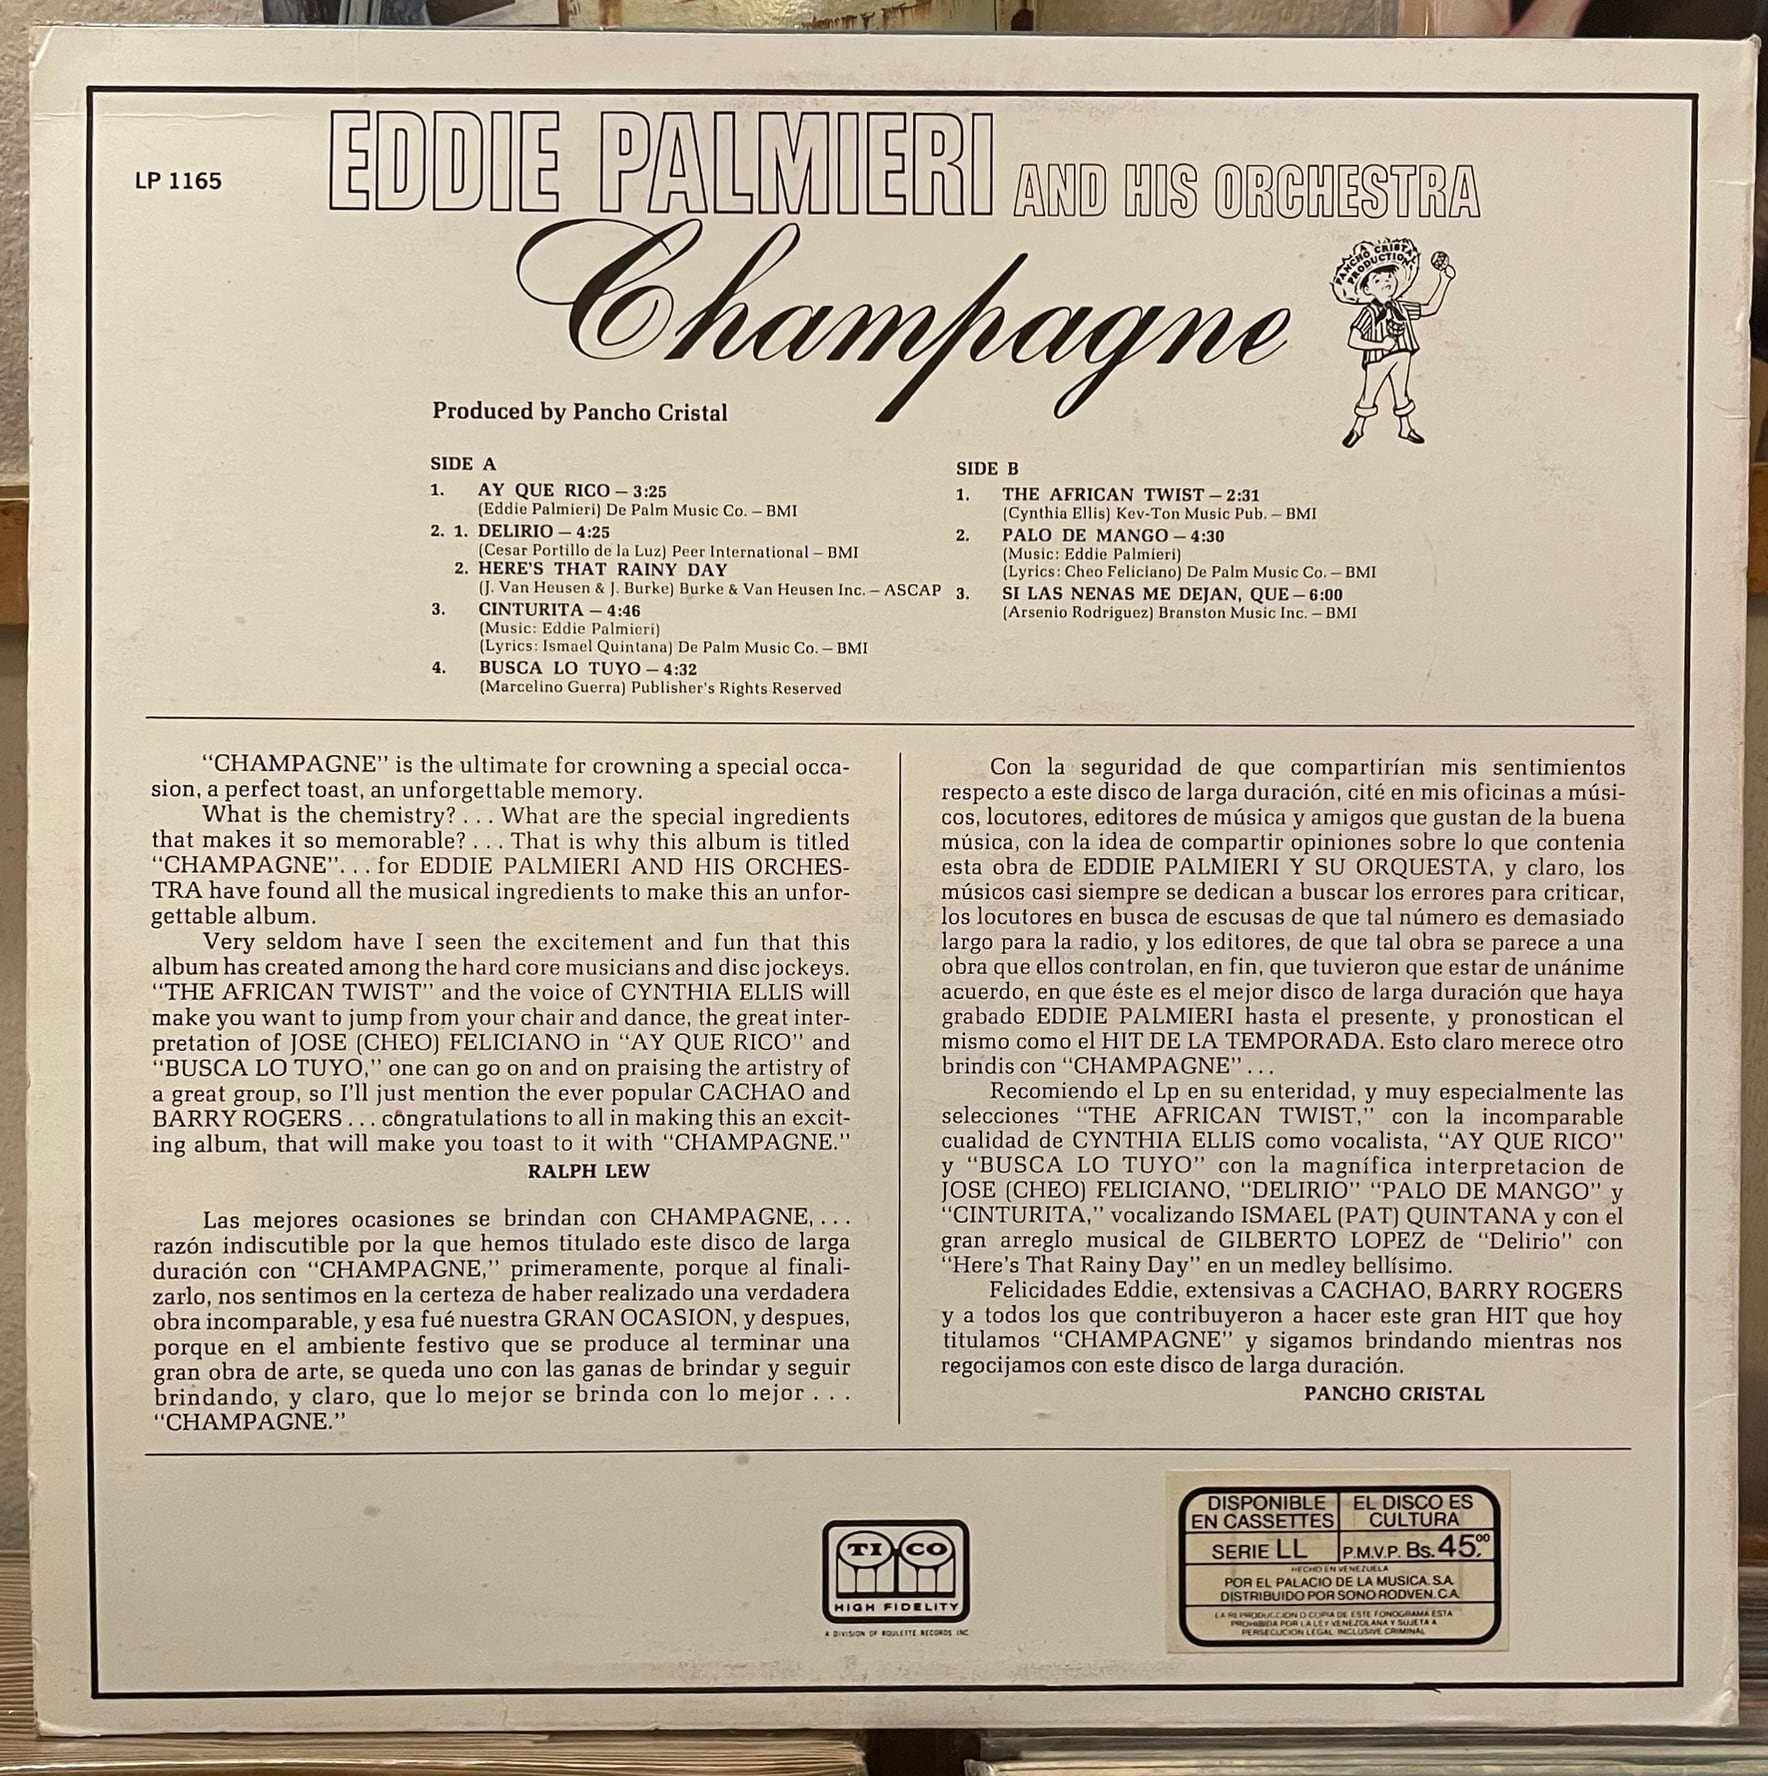 LP 1165
EDDIE PALMIERI AND HIS ORCHESTRA
Champagne
A
PANCHO CRISTAL
PRODUCTION
Produced by Pancho Cristal
SIDE A
1. AY QUE RICO – 3:25
(Eddie Palmieri) De Palm Music Co. – BMI
2. 1. DELIRIO – 4:25
(Cesar Portillo de la Luz) Peer International – BMI
2. HERE'S THAT RAINY DAY
(J. Van Heusen & J. Burke) Burke & Van Heusen Inc. – ASCAP
3. CINTURITA – 4:46
(Music: Eddie Palmieri)
(Lyrics: Ismael Quintana) De Palm Music Co. – BMI
4. BUSCA LO TUYO – 4:32
(Marcelino Guerra) Publisher's Rights Reserved
SIDE B
1. THE AFRICAN TWIST – 2:31
(Cynthia Ellis) Kev-Ton Music Pub. – BMI
2. PALO DE MANGO – 4:30
(Music: Eddie Palmieri)
(Lyrics: Cheo Feliciano) De Palm Music Co. – BMI
3. SI LAS NENAS ME DEJAN, QUE – 6:00
(Arsenio Rodriguez) Branston Music Inc. – BMI
"CHAMPAGNE" is the ultimate for crowning a special occa-
sion, a perfect toast, an unforgettable memory.
What is the chemistry? . . . What are the special ingredients
that makes it so memorable? . . . That is why this album is titled
"CHAMPAGNE". . . for EDDIE PALMIERI AND HIS ORCHES-
TRA have found all the musical ingredients to make this an unfor-
gettable album.
Very seldom have I seen the excitement and fun that this
album has created among the hard core musicians and disc jockeys.
"THE AFRICAN TWIST" and the voice of CYNTHIA ELLIS will
make you want to jump from your chair and dance, the great inter-
pretation of JOSE (CHEO) FELICIANO in "AY QUE RICO" and
"BUSCA LO TUYO," one can go on and on praising the artistry of
a great group, so I'll just mention the ever popular CACHAO and
BARRY ROGERS . . . congratulations to all in making this an excit-
ing album, that will make you toast to it with "CHAMPAGNE."
RALPH LEW
Las mejores ocasiones se brindan con CHAMPAGNE, . . .
razón indiscutible por la que hemos titulado este disco de larga
duración con "CHAMPAGNE," primeramente, porque al finali-
zarlo, nos sentimos en la certeza de haber realizado una verdadera
obra incomparable, y esa fué nuestra GRAN OCASION, y despues,
porque en el ambiente festivo que se produce al terminar una
gran obra de arte, se queda uno con las ganas de brindar y seguir
brindando, y claro, que lo mejor se brinda con lo mejor . . .
"CHAMPAGNE."
Con la seguridad de que compartirían mis sentimientos
respecto a este disco de larga duración, cité en mis oficinas a músi-
cos, locutores, editores de música y amigos que gustan de la buena
música, con la idea de compartir opiniones sobre lo que contenia
esta obra de EDDIE PALMIERI Y SU ORQUESTA, y claro, los
músicos casi siempre se dedican a buscar los errores para criticar,
los locutores en busca de escusas de que tal número es demasiado
largo para la radio, y los editores, de que tal obra se parece a una
obra que ellos controlan, en fin, que tuvieron que estar de unánime
acuerdo, en que éste es el mejor disco de larga duración que haya
grabado EDDIE PALMIERI hasta el presente, y pronostican el
mismo como el HIT DE LA TEMPORADA. Esto claro merece otro
brindis con "CHAMPAGNE" . . .
Recomiendo el Lp en su enteridad, y muy especialmente las
selecciones "THE AFRICAN TWIST," con la incomparable
cualidad de CYNTHIA ELLIS como vocalista, "AY QUE RICO"
y "BUSCA LO TUYO" con la magnífica interpretacion de
JOSE (CHEO) FELICIANO, "DELIRIO" "PALO DE MANGO" y
"CINTURITA," vocalizando ISMAEL (PAT) QUINTANA y con el
gran arreglo musical de GILBERTO LOPEZ de "Delirio" con
"Here's That Rainy Day" en un medley bellísimo.
Felicidades Eddie, extensivas a CACHAO, BARRY ROGERS
y a todos los que contribuyeron a hacer este gran HIT que hoy
titulamos "CHAMPAGNE" y sigamos brindando mientras nos
regocijamos con este disco de larga duración.
PANCHO CRISTAL
TICO
HIGH FIDELITY
A DIVISION OF ROULETTE RECORDS INC
DISPONIBLE
EN CASSETTES
EL DISCO ES
CULTURA
SERIE LL
P.M.V.P. Bs. 45,00
HECHO EN VENEZUELA
POR EL PALACIO DE LA MUSICA. S.A.
DISTRIBUIDO POR SONO RODVEN. C.A.
LA REPRODUCCION O COPIA DE ESTE FONOGRAMA ESTA
PROHIBIDA POR LA LEY VENEZOLANA Y SUJETA A
PERSECUCION LEGAL INCLUSIVE CRIMINAL